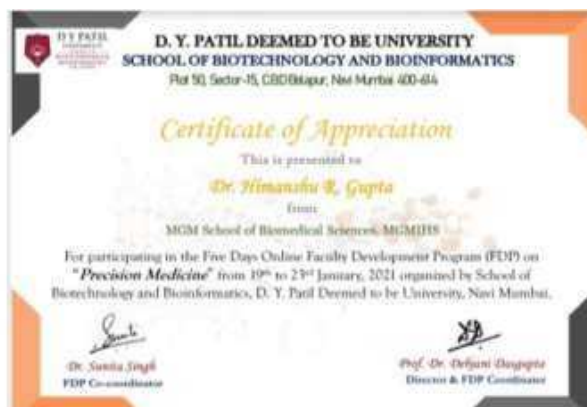 D Y PATIL
D. Y. PATIL DEEMED TO BE UNIVERSITY
SCHOOL OF BIOTECHNOLOGY AND BIOINFORMATICS
Plot 50, Sector-15, CBD Belapur, Navi Mumbai 400-614
Certificate of Appreciation
This is presented to
Dr. Himanshu R. Gupta
from
MGM School of Biomedical Sciences, MGMIHS
For participating in the Five Days Online Faculty Development Program (FDP) on
"Precision Medicine" from 19th to 23rd January, 2021 organized by School of
Biotechnology and Bioinformatics, D. Y. Patil Deemed to be University, Navi Mumbai.
Dr. Sunita Singh
FDP Co-coordinator
Prof. Dr. Debjani Dasgupta
Director & FDP Coordinator